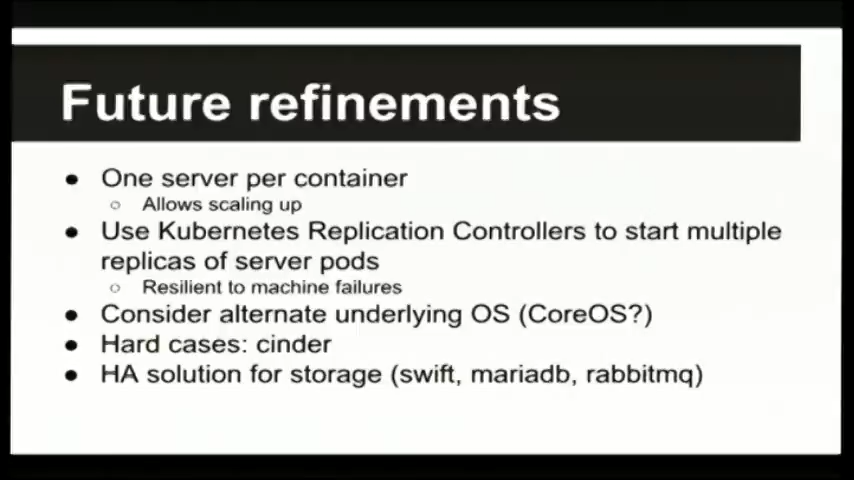 Future refinements
● One server per container
○ Allows scaling up
● Use Kubernetes Replication Controllers to start multiple
replicas of server pods
○ Resilient to machine failures
● Consider alternate underlying OS (CoreOS?)
● Hard cases: cinder
● HA solution for storage (swift, mariadb, rabbitmq)